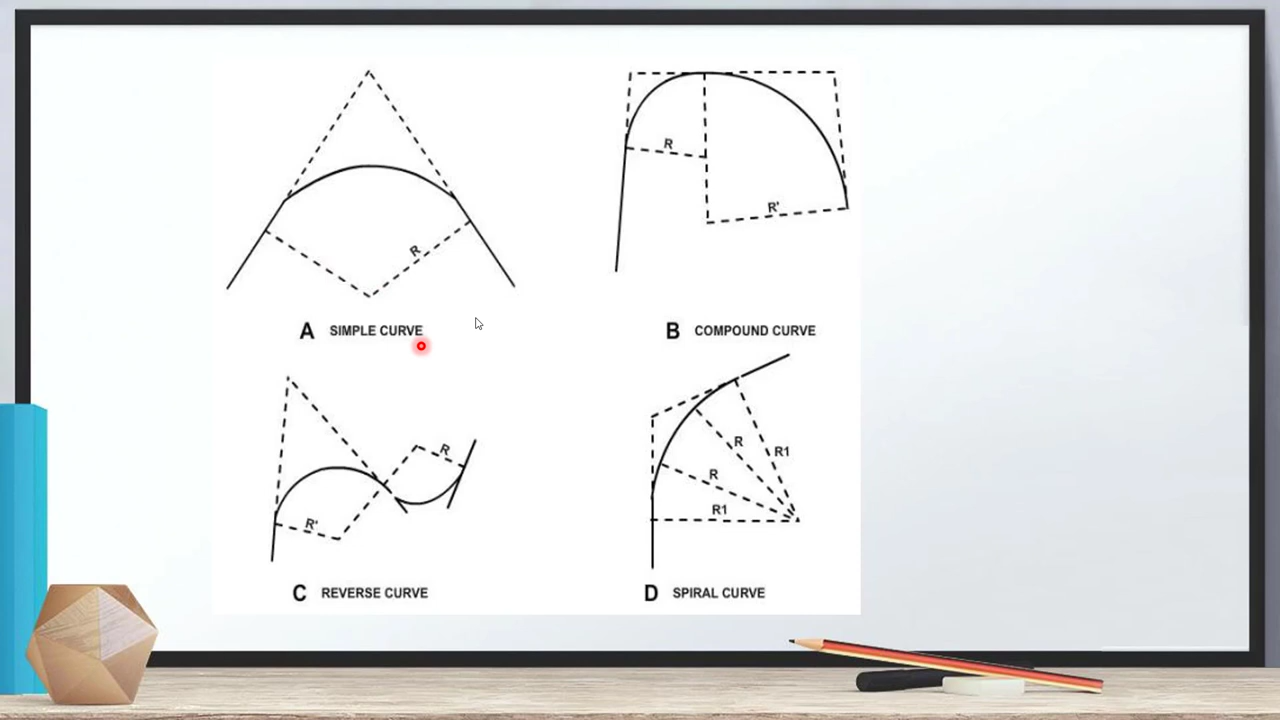 R
A SIMPLE CURVE
R
R'
B COMPOUND CURVE
R'
R
C REVERSE CURVE
R
R1
R
R1
D SPIRAL CURVE